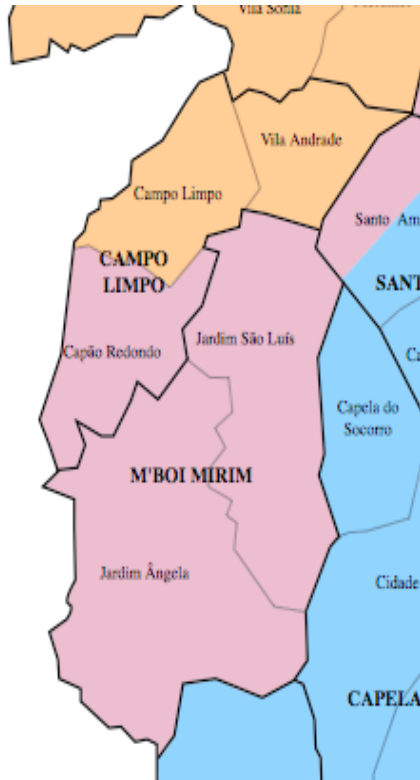 Vila Sônia
Vila Andrade
Campo Limpo
Santo Am
CAMPO
LIMPO
SANT
Jardim São Luís
Capão Redondo
Ca
Capela do
Socorro
M'BOI MIRIM
Jardim Ângela
Cidade
CAPELA